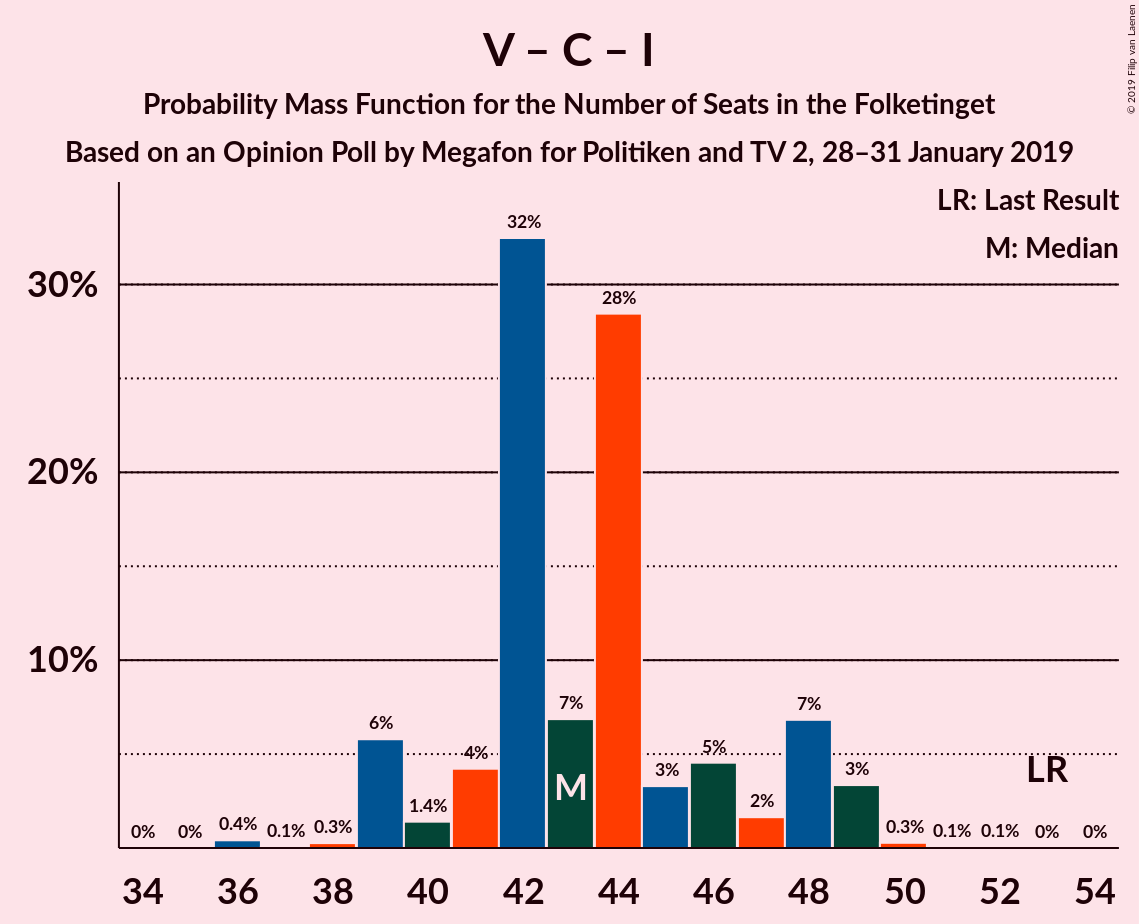 V – C – I
Probability Mass Function for the Number of Seats in the Folketinget
Based on an Opinion Poll by Megafon for Politiken and TV 2, 28–31 January 2019
© 2019 Filip van Laenen
LR: Last Result
M: Median
30%
20%
10%
0%
0%
0.4%
0.1%
0.3%
6%
1.4%
4%
32%
7%
28%
3%
5%
2%
7%
3%
0.3%
0.1%
0.1%
0%
0%
M
LR
34 36 38 40 42 44 46 48 50 52 54